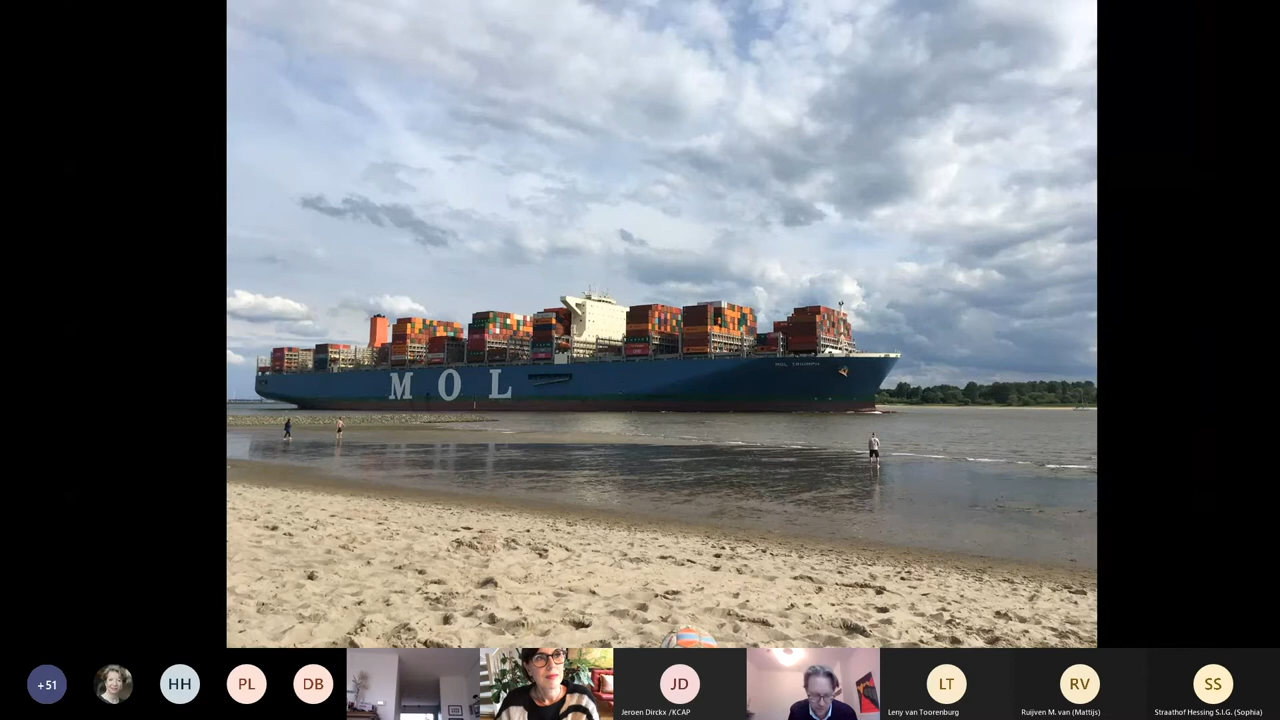 MOL TRIUMPH
M O L
+51
HH
PL
DB
JD
Jeroen Dirckx /KCAP
LT
Leny van Toorenburg
RV
Ruijven M. van (Mattijs)
SS
Straathof Hessing S.I.G. (Sophia)